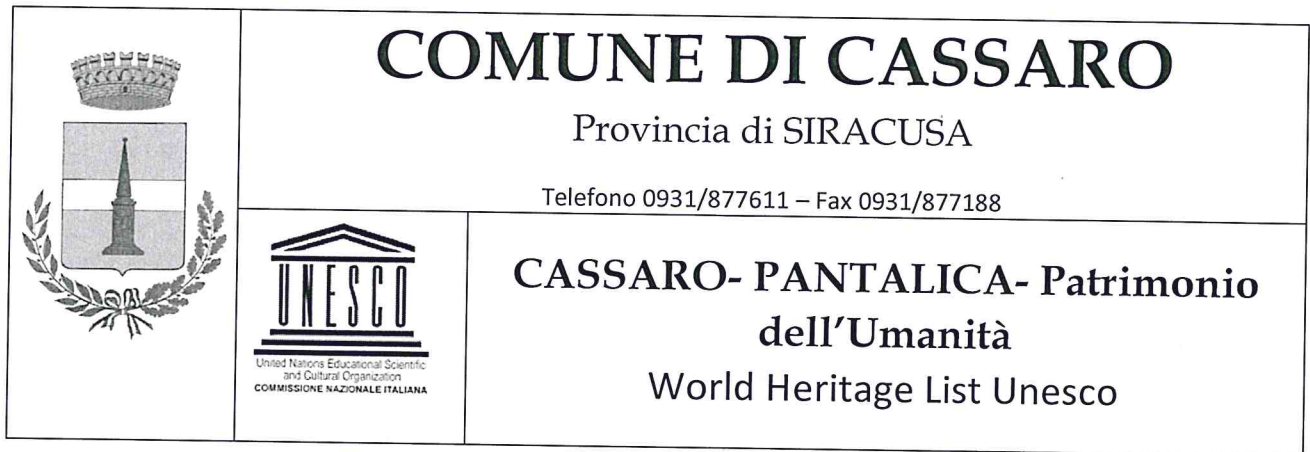 COMUNE DI CASSARO
Provincia di SIRACUSA
Telefono 0931/877611 – Fax 0931/877188
UNESCO
United Nations Educational Scientific
and Cultural Organization
COMMISSIONE NAZIONALE ITALIANA
CASSARO- PANTALICA- Patrimonio
dell'Umanità
World Heritage List Unesco